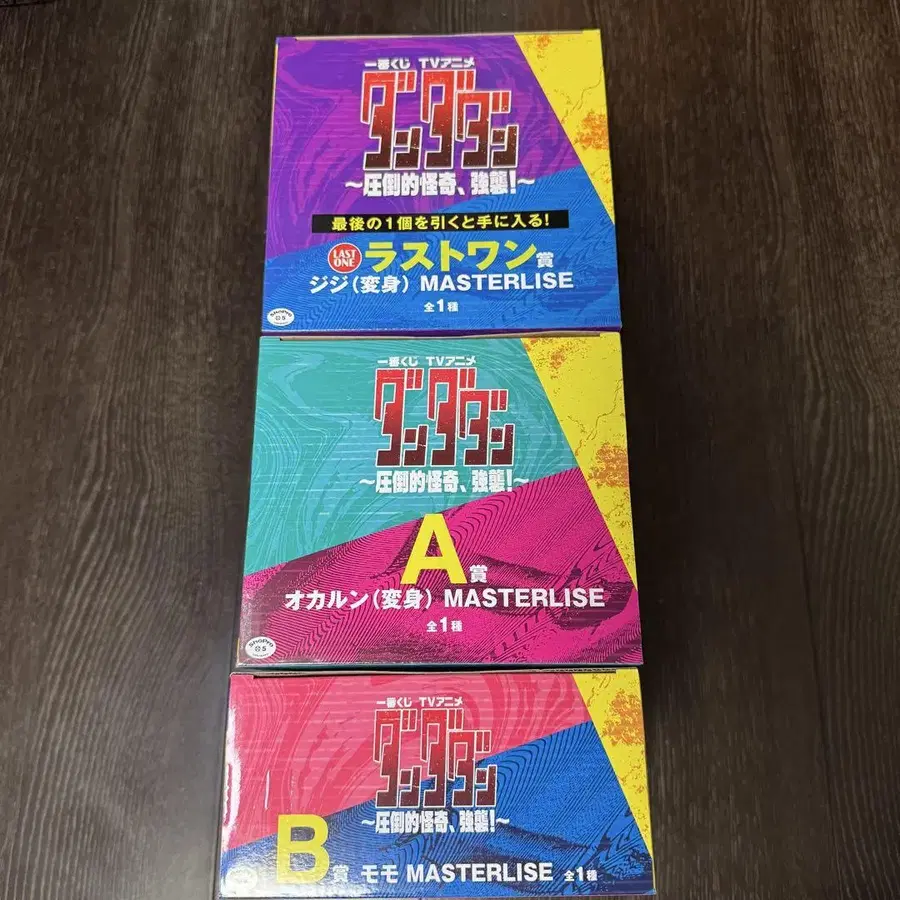 一番くじ TVアニメ
ダンダダン
〜圧倒的怪奇、強襲!〜
最後の1個を引くと手に入る!
LAST ONE ラストワン賞
ジジ(変身) MASTERLISE
全1種
ShoPro
05
一番くじ TVアニメ
ダンダダン
〜圧倒的怪奇、強襲!〜
A賞
オカルン(変身) MASTERLISE
全1種
ShoPro
05
一番くじ TVアニメ
ダンダダン
〜圧倒的怪奇、強襲!〜
B賞 モモ MASTERLISE 全1種